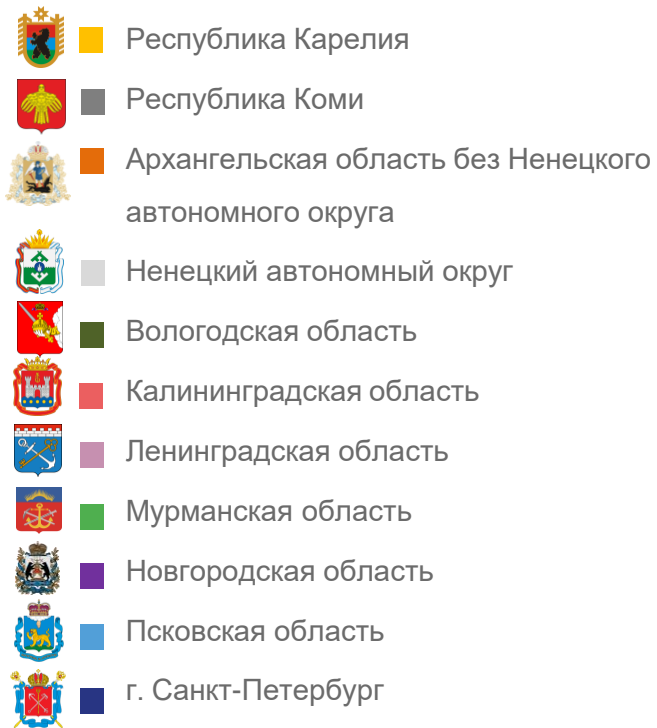 Республика Карелия
Республика Коми
Архангельская область без Ненецкого
автономного округа
Ненецкий автономный округ
Вологодская область
Калининградская область
Ленинградская область
Мурманская область
Новгородская область
Псковская область
г. Санкт-Петербург